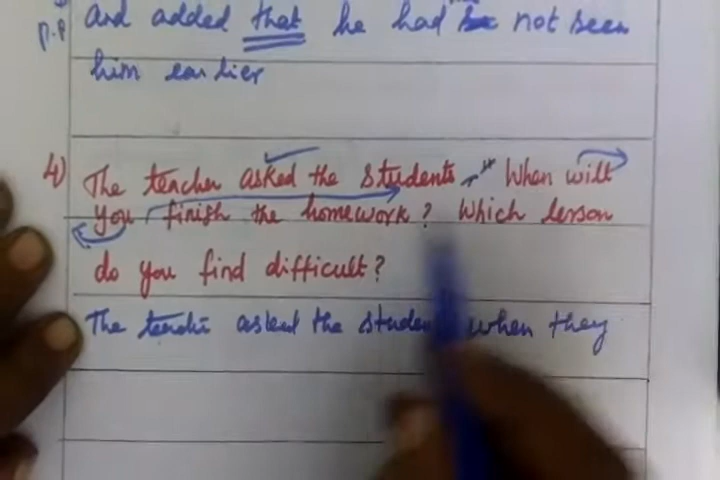 P.P and added that he had not seen
him earlier
4) The teacher asked the students, "When will
you finish the homework? Which lesson
do you find difficult?
The teacher asked the students when they